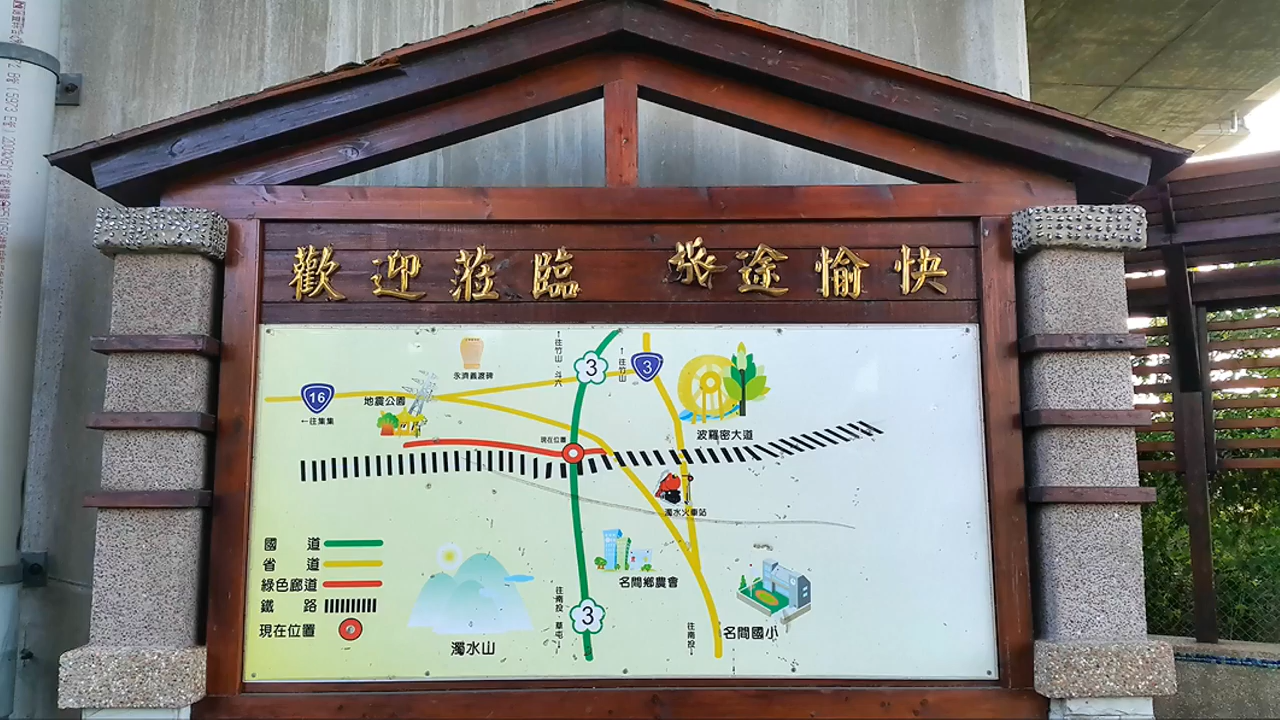 歡迎蒞臨 旅途愉快
永濟義渡碑
↑往竹山、斗六
3
↑往竹山
3
16
←往集集
地震公園
現在位置
波羅密大道
濁水火車站
國道
省道
綠色廊道
鐵路
現在位置
濁水山
往南投、草屯↓
3
名間鄉農會
往南投↓
名間國小